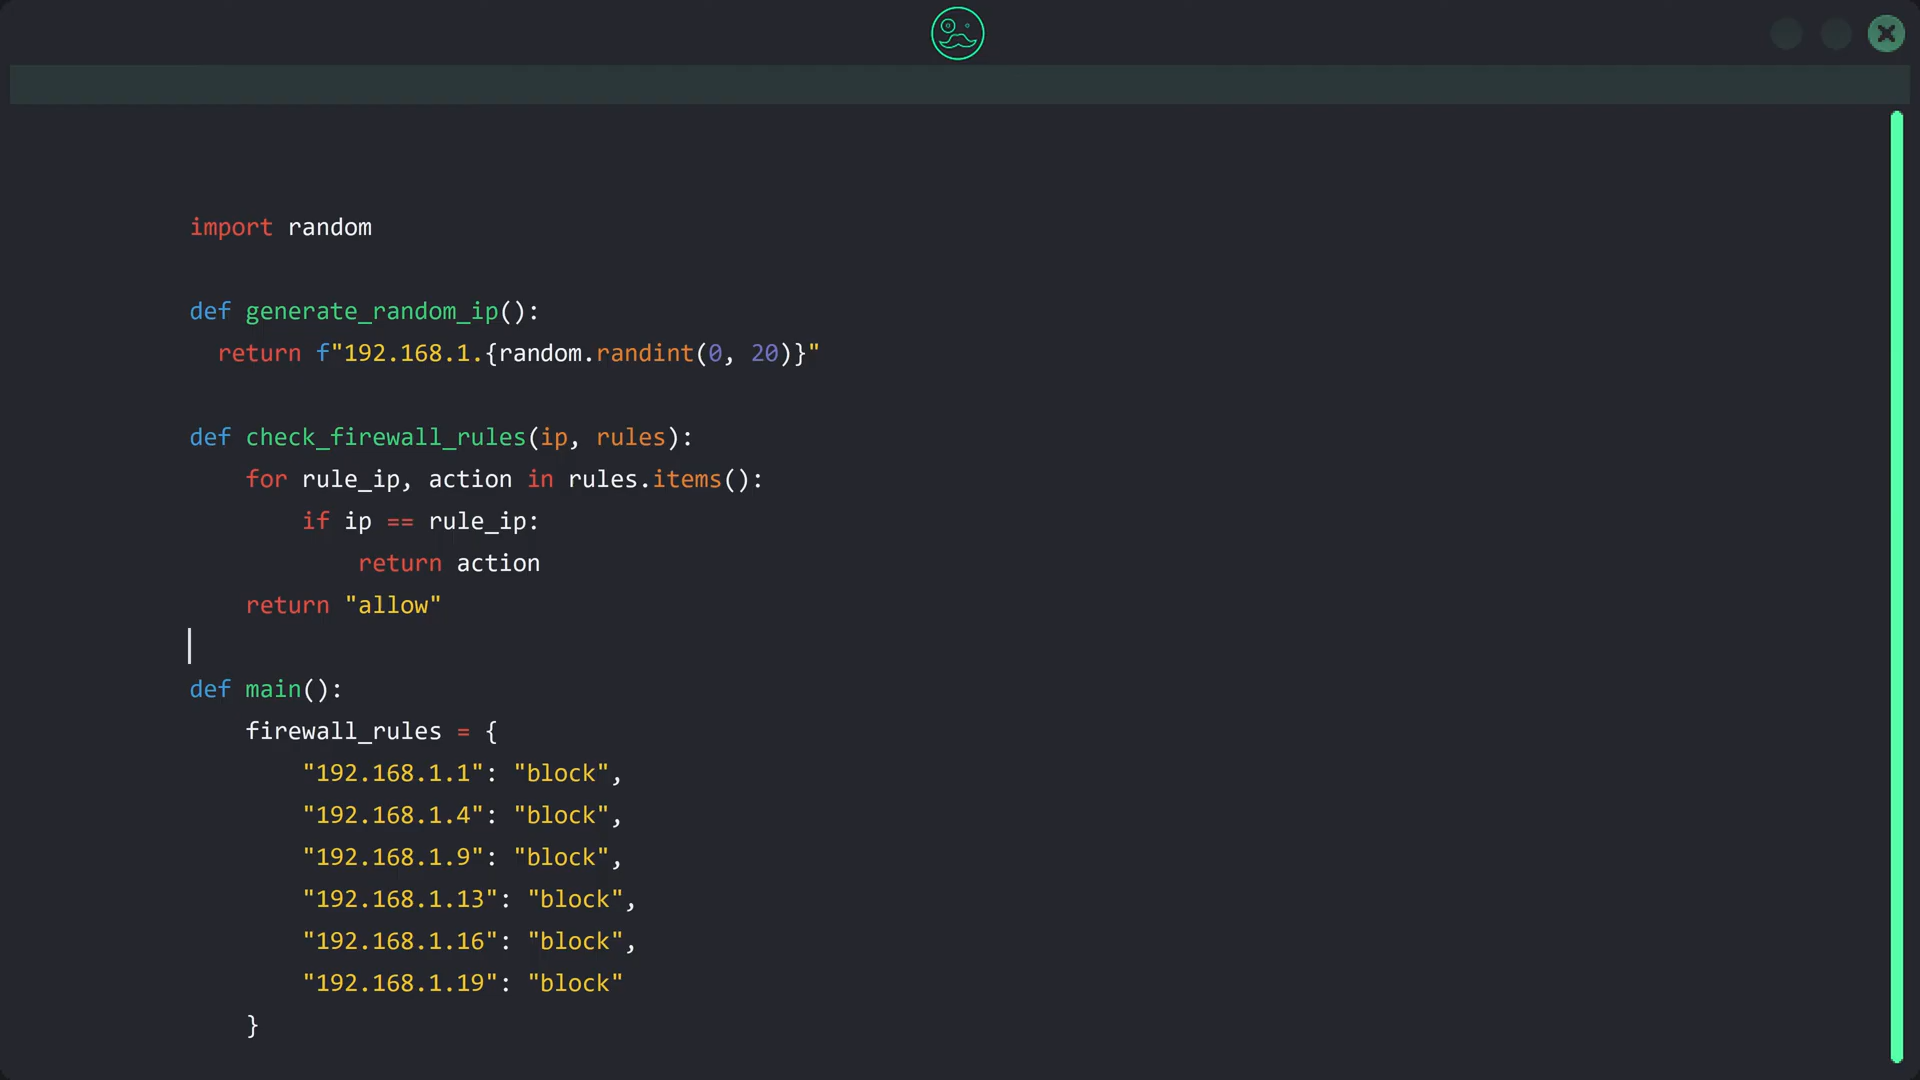 import random
def generate_random_ip():
  return f"192.168.1.{random.randint(0, 20)}"
def check_firewall_rules(ip, rules):
    for rule_ip, action in rules.items():
        if ip == rule_ip:
            return action
    return "allow"
def main():
    firewall_rules = {
        "192.168.1.1": "block",
        "192.168.1.4": "block",
        "192.168.1.9": "block",
        "192.168.1.13": "block",
        "192.168.1.16": "block",
        "192.168.1.19": "block"
    }